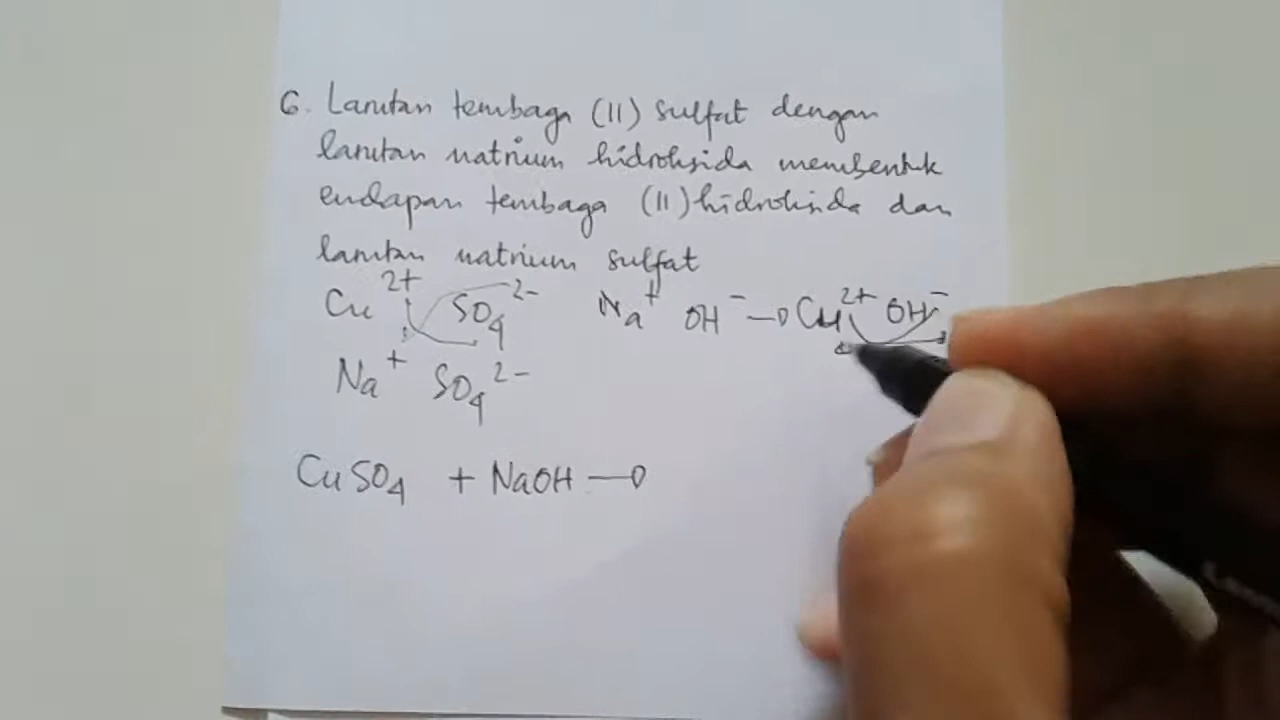 6. Larutan tembaga (II) sulfat dengan
larutan natrium hidroksida membentuk
endapan tembaga (II) hidroksida dan
larutan natrium sulfat
Cu²⁺ SO₄²⁻ Na⁺ OH⁻ → Cu²⁺ OH⁻
Na⁺ SO₄²⁻
CuSO₄ + NaOH →